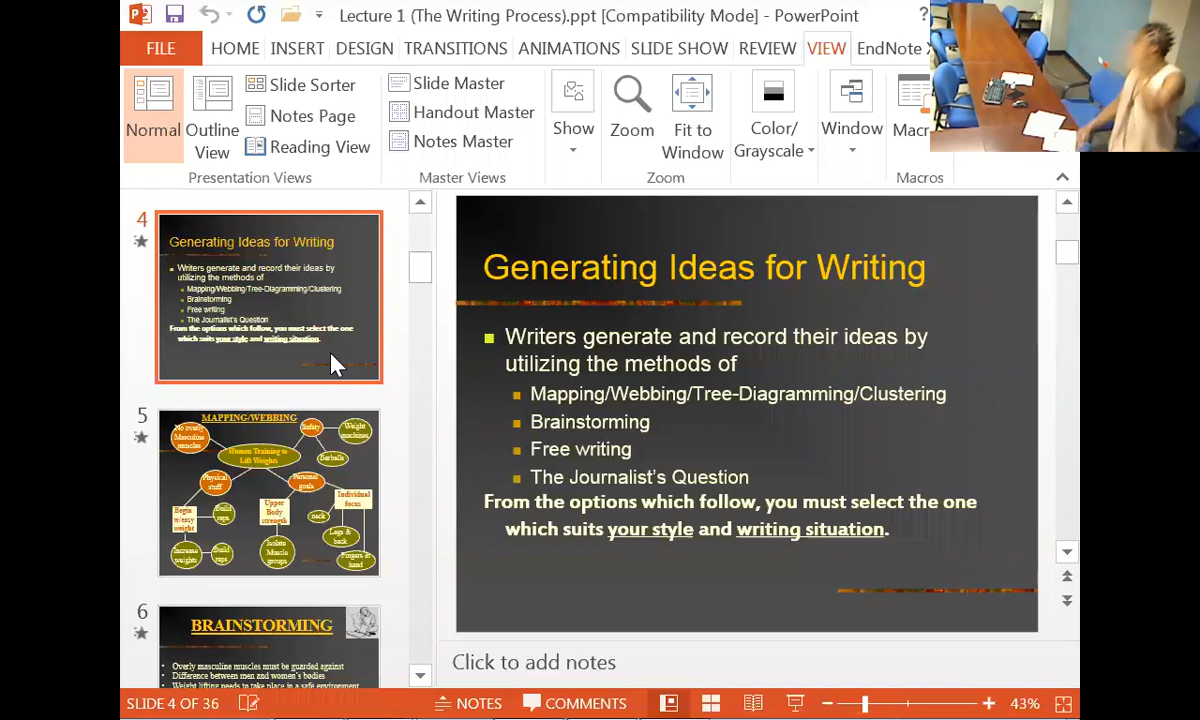 Lecture 1 (The Writing Process).ppt [Compatibility Mode] - PowerPoint
?
FILE HOME INSERT DESIGN TRANSITIONS ANIMATIONS SLIDE SHOW REVIEW VIEW EndNote X
Normal
Outline View
Slide Sorter
Notes Page
Reading View
Presentation Views
Slide Master
Handout Master
Notes Master
Master Views
Show
Zoom
Fit to Window
Zoom
Color/ Grayscale
Window
Macr
Macros
4
Generating Ideas for Writing
Writers generate and record their ideas by
utilizing the methods of
Mapping/Webbing/Tree-Diagramming/Clustering
Brainstorming
Free writing
The Journalist's Question
From the options which follow, you must select the one
which suits your style and writing situation.
5
MAPPING/WEBBING
No overly Masculine muscles
Safety
Weight machines
Women Training to Lift Weights
Barbells
Physical stuff
Personal goals
Individual focus
Begin w/easy weight
Build reps
Upper Body strength
neck
Legs & back
Increase weights
Build reps
Isolate Muscle groups
Fingers & hand
6
BRAINSTORMING
Overly masculine muscles must be guarded against
Difference between men and women's bodies
Weight lifting needs to take place in a safe environment
Generating Ideas for Writing
Writers generate and record their ideas by
utilizing the methods of
Mapping/Webbing/Tree-Diagramming/Clustering
Brainstorming
Free writing
The Journalist's Question
From the options which follow, you must select the one
which suits your style and writing situation.
Click to add notes
SLIDE 4 OF 36 NOTES COMMENTS 43%